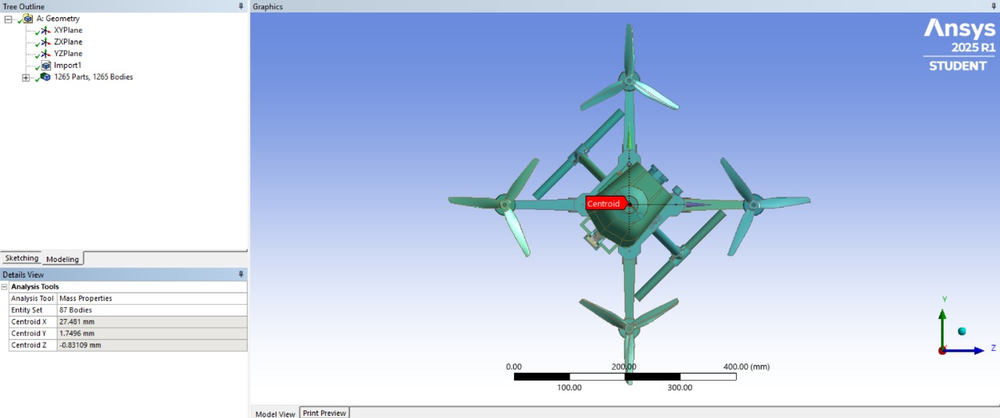 Tree Outline
A: Geometry
XYPlane
ZXPlane
YZPlane
Import1
1265 Parts, 1265 Bodies
Sketching Modeling
Details View
Analysis Tools
Analysis Tool Mass Properties
Entity Set 87 Bodies
Centroid X 27.481 mm
Centroid Y 1.7496 mm
Centroid Z -0.83109 mm
Graphics
Ansys
2025 R1
STUDENT
Centroid
Y
Z
0.00 200.00 400.00 (mm)
100.00 300.00
Model View Print Preview